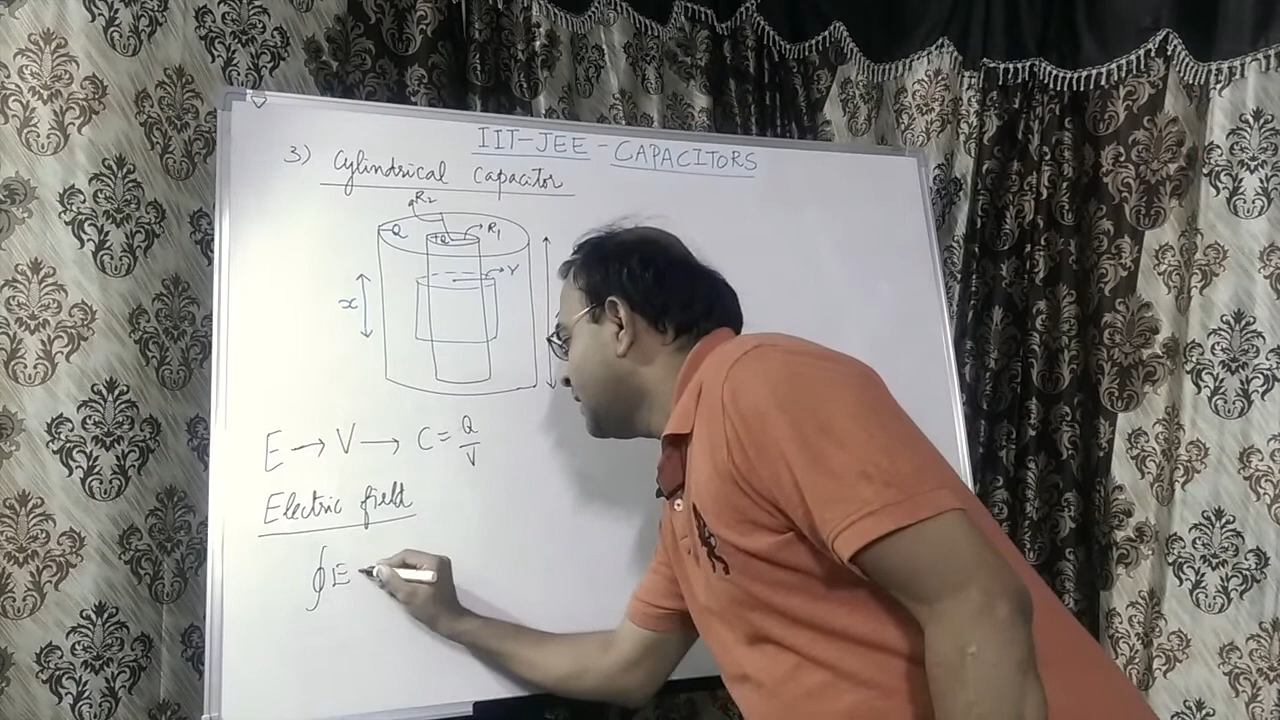 IIT-JEE - CAPACITORS
3) Cylindrical capacitor
R2
-Q +Q R1
r
x
E → V → C = Q/V
Electric field
∮E